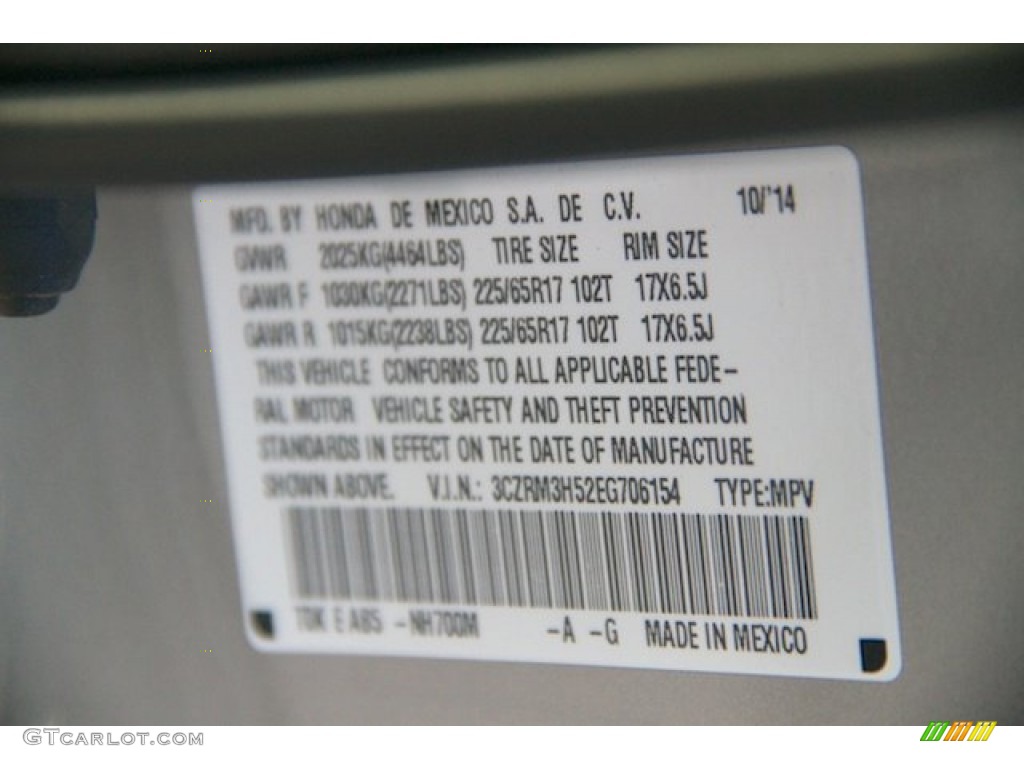 MFD. BY HONDA DE MEXICO S.A. DE C.V. 10/'14
GVWR 2025KG(4464LBS) TIRE SIZE RIM SIZE
GAWR F 1030KG(2271LBS) 225/65R17 102T 17X6.5J
GAWR R 1015KG(2238LBS) 225/65R17 102T 17X6.5J
THIS VEHICLE CONFORMS TO ALL APPLICABLE FEDE-
RAL MOTOR VEHICLE SAFETY AND THEFT PREVENTION
STANDARDS IN EFFECT ON THE DATE OF MANUFACTURE
SHOWN ABOVE. V.I.N.: 3CZRM3H52EG706154 TYPE:MPV
T0K E AB5 -NH700M -A -G MADE IN MEXICO
GTCARLOT.COM